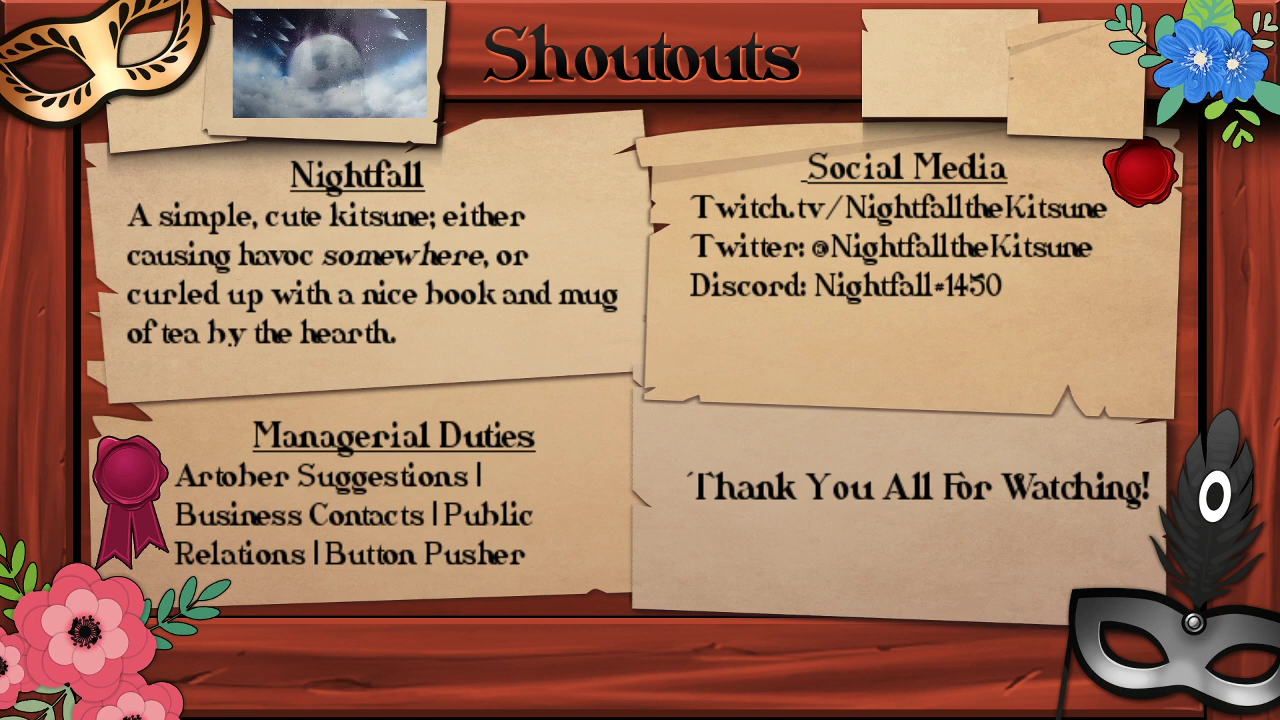 Shoutouts
Nightfall
A simple, cute kitsune; either
causing havoc somewhere, or
curled up with a nice book and mug
of tea by the hearth.
Social Media
Twitch.tv/NightfalltheKitsune
Twitter: @NightfalltheKitsune
Discord: Nightfall#1450
Managerial Duties
Artober Suggestions |
Business Contacts | Public
Relations | Button Pusher
Thank You All For Watching!